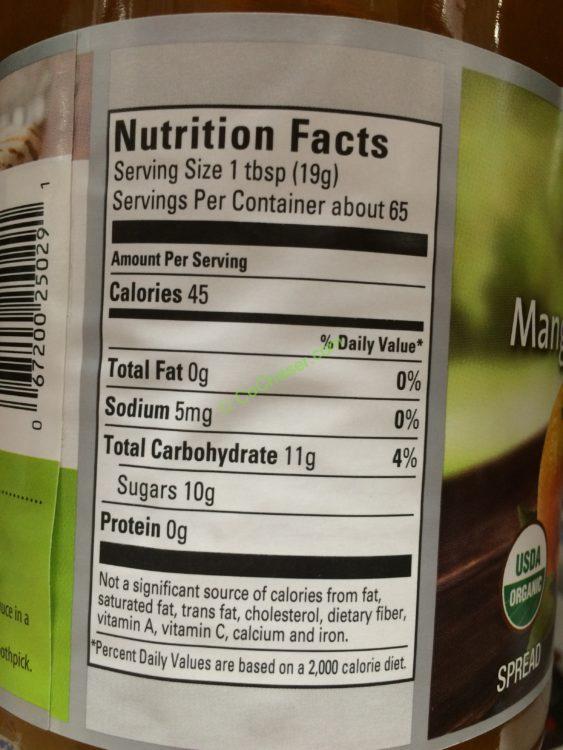 Nutrition Facts
Serving Size 1 tbsp (19g)
Servings Per Container about 65
Amount Per Serving
Calories 45
% Daily Value*
Total Fat 0g 0%
Sodium 5mg 0%
Total Carbohydrate 11g 4%
Sugars 10g
Protein 0g
Not a significant source of calories from fat,
saturated fat, trans fat, cholesterol, dietary fiber,
vitamin A, vitamin C, calcium and iron.
*Percent Daily Values are based on a 2,000 calorie diet.
0 67200 25029 1
uce in a
othpick.
Mang
USDA
ORGANIC
SPREAD